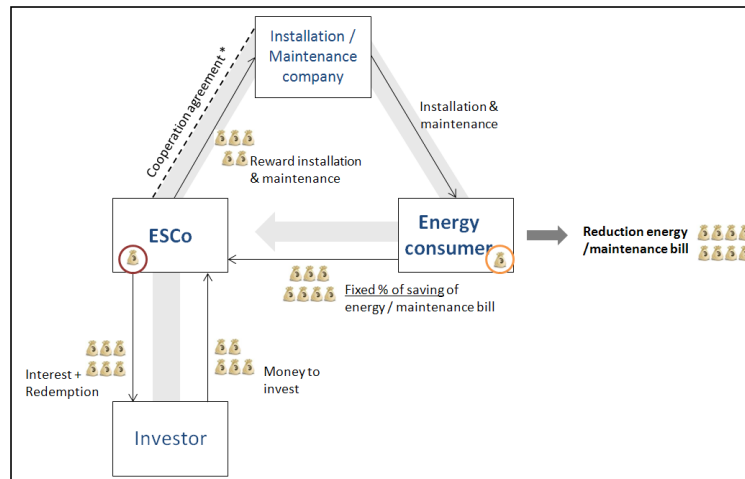 Installation /
Maintenance
company
Cooperation agreement *
Installation &
maintenance
Reward installation
& maintenance
ESCo
Energy
consumer
Reduction energy
/maintenance bill
Fixed % of saving of
energy / maintenance bill
Interest +
Redemption
Money to
invest
Investor